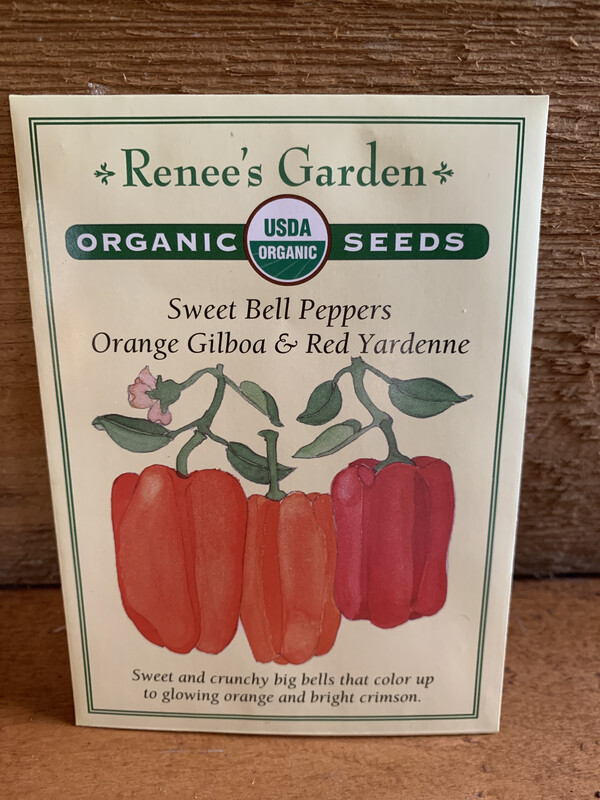 Renee's Garden
ORGANIC USDA ORGANIC SEEDS
Sweet Bell Peppers
Orange Gilboa & Red Yardenne
Sweet and crunchy big bells that color up
to glowing orange and bright crimson.